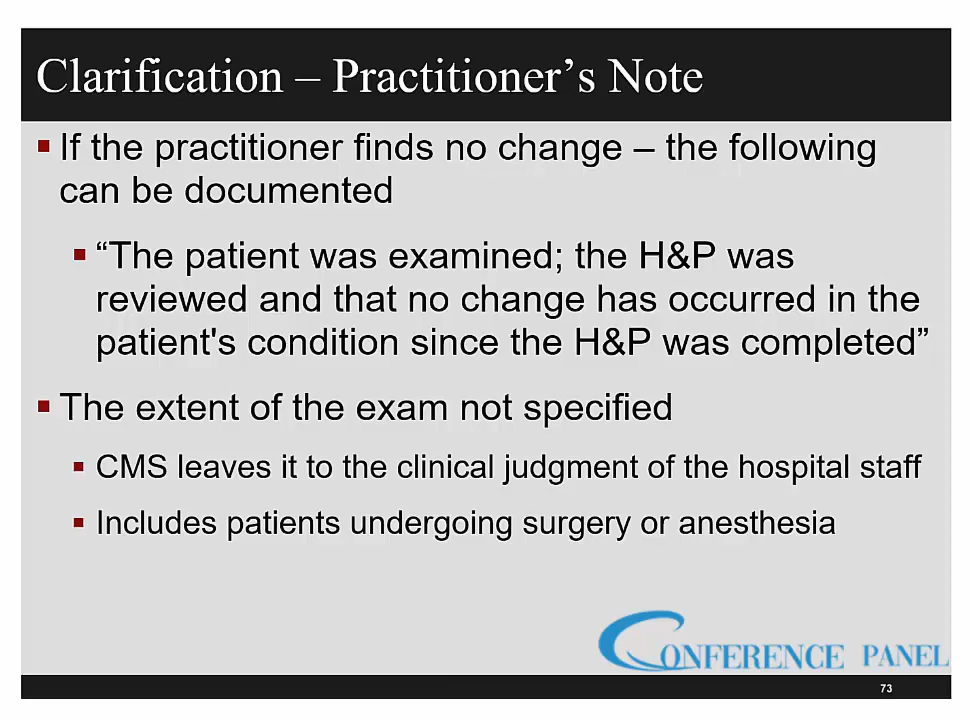 Clarification – Practitioner’s Note
▪ If the practitioner finds no change – the following
can be documented
▪ “The patient was examined; the H&P was
reviewed and that no change has occurred in the
patient's condition since the H&P was completed”
▪ The extent of the exam not specified
▪ CMS leaves it to the clinical judgment of the hospital staff
▪ Includes patients undergoing surgery or anesthesia
CONFERENCE PANEL
73